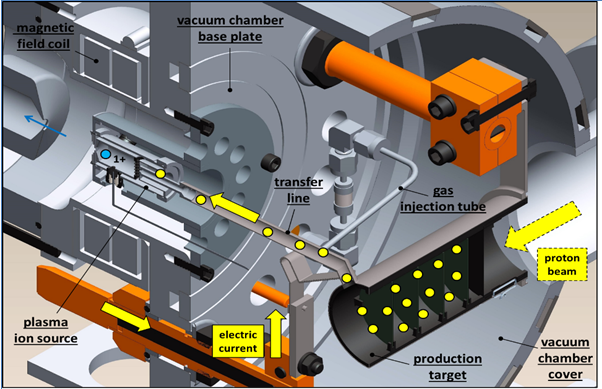 magnetic
field coil
vacuum chamber
base plate
1+
transfer
line
gas
injection tube
proton
beam
plasma
ion source
electric
current
production
target
vacuum
chamber
cover